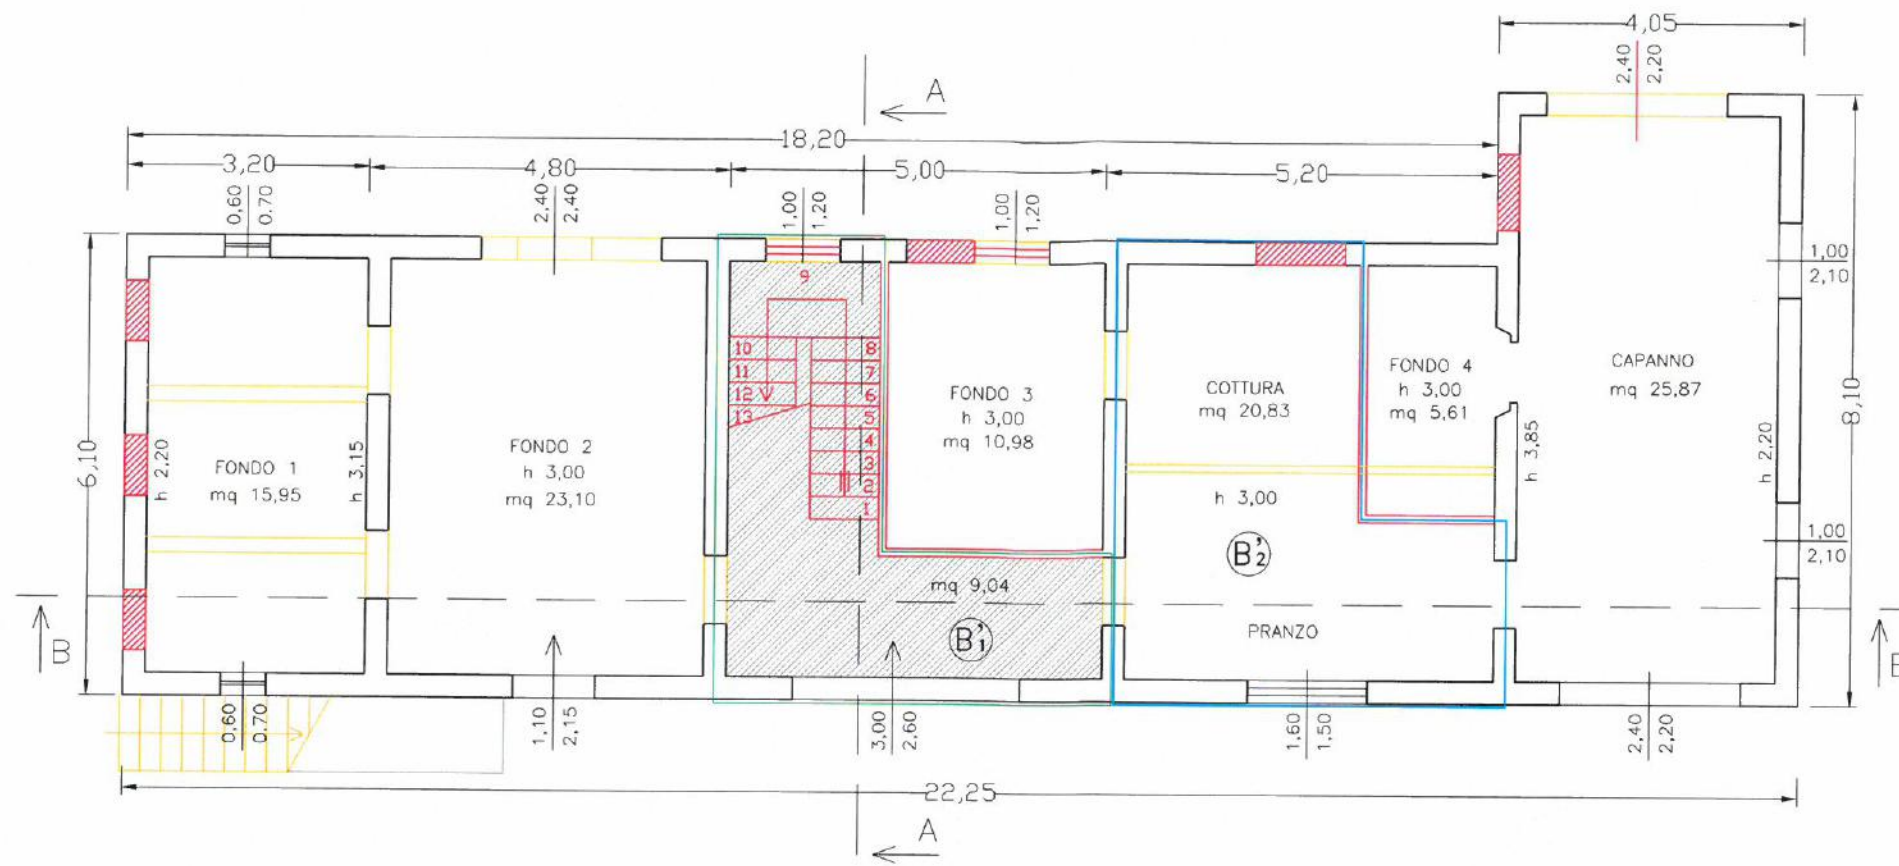 4,05
2,40
2,20
A
18,20
3,20
4,80
5,00
5,20
0,60
0,70
2,40
2,40
1,00
1,20
1,00
1,20
9
10
11
12
13
8
7
6
5
4
3
2
1
1,00
2,10
6,10
h 2,20
FONDO 1
mq 15,95
h 3,15
FONDO 2
h 3,00
mq 23,10
FONDO 3
h 3,00
mq 10,98
COTTURA
mq 20,83
h 3,00
FONDO 4
h 3,00
mq 5,61
CAPANNO
mq 25,87
h 3,85
h 2,20
8,10
1,00
2,10
mq 9,04
B'1
B'2
PRANZO
B
B
0,60
0,70
1,10
2,15
3,00
2,60
1,60
1,50
2,40
2,20
22,25
A